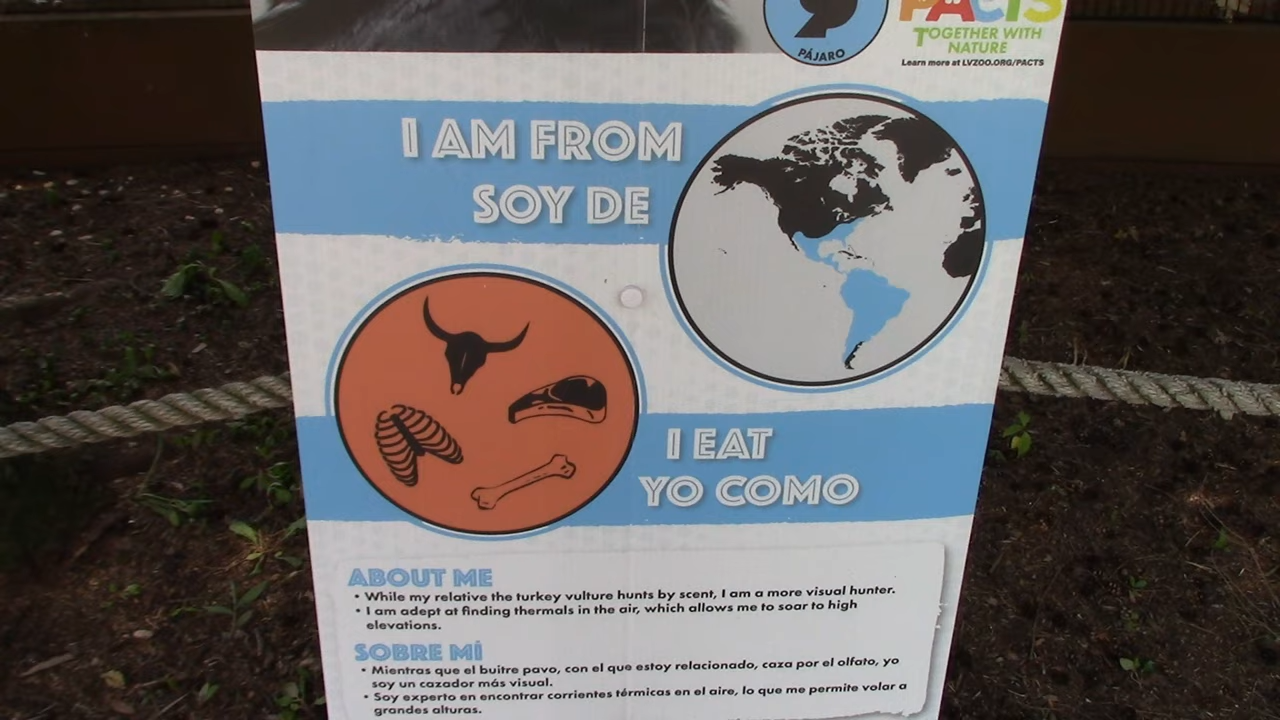 PÁJARO
PACTS
TOGETHER WITH
NATURE
Learn more at LVZOO.ORG/PACTS
I AM FROM
SOY DE
I EAT
YO COMO
ABOUT ME
• While my relative the turkey vulture hunts by scent, I am a more visual hunter.
• I am adept at finding thermals in the air, which allows me to soar to high
elevations.
SOBRE MÍ
• Mientras que el buitre pavo, con el que estoy relacionado, caza por el olfato, yo
soy un cazador más visual.
• Soy experto en encontrar corrientes térmicas en el aire, lo que me permite volar a
grandes alturas.